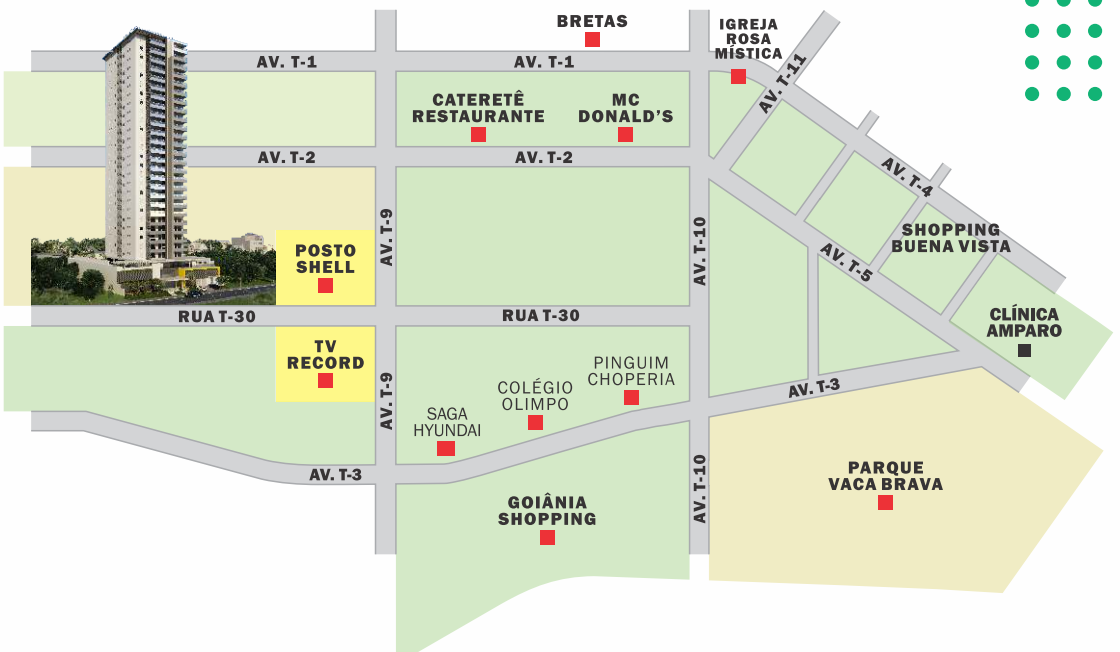 BRETAS
IGREJA
ROSA
MÍSTICA
AV. T-1
AV. T-1
AV. T-11
CATERETÊ
RESTAURANTE
MC
DONALD'S
AV. T-2
AV. T-2
AV. T-4
AV. T-9
AV. T-10
SHOPPING
BUENA VISTA
AV. T-5
POSTO
SHELL
RUA T-30
RUA T-30
CLÍNICA
AMPARO
TV
RECORD
AV. T-9
PINGUIM
CHOPERIA
COLÉGIO
OLIMPO
SAGA
HYUNDAI
AV. T-3
AV. T-3
AV. T-10
PARQUE
VACA BRAVA
GOIÂNIA
SHOPPING